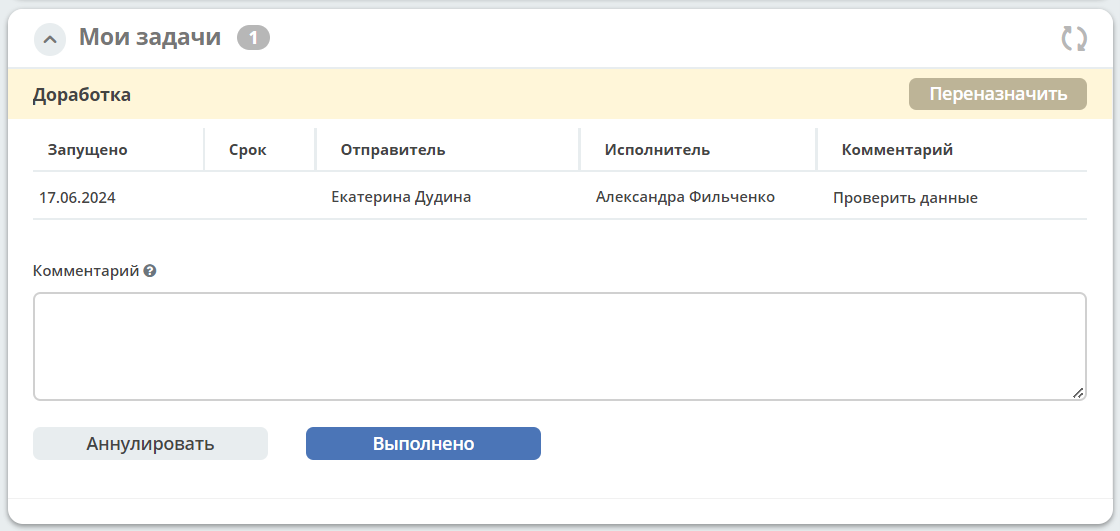 Мои задачи 1
Доработка Переназначить
Запущено Срок Отправитель Исполнитель Комментарий
17.06.2024 Екатерина Дудина Александра Фильченко Проверить данные
Комментарий ?
Аннулировать Выполнено